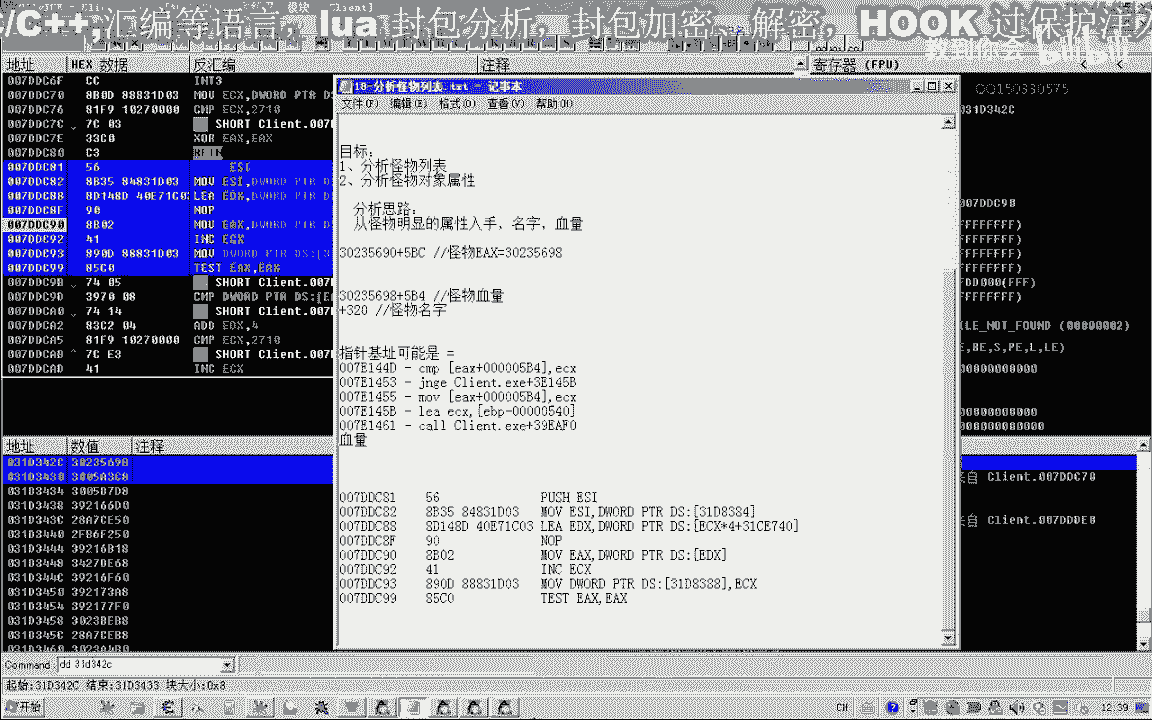 C/C++,汇编等语言，lua 封包分析，封包加密，解密，HOOK 过保护注入
地址 HEX 数据 反汇编 注释 寄存器 (FPU)
007DDC6F CC INT3
007DDC70 8B0D 88831D03 MOV ECX,DWORD PTR D
007DDC76 81F9 10270000 CMP ECX,2710
007DDC7C 7C 03 SHORT Client.007
007DDC7E 33C0 XOR EAX,EAX
007DDC80 C3 RETN
007DDC81 56 ESI
007DDC82 8B35 84831D03 MOV ESI,DWORD PTR D
007DDC88 8D148D 40E71C03 LEA EDX,DWORD PTR D
007DDC8F 90 NOP
007DDC90 8B02 MOV EAX,DWORD PTR D
007DDC92 41 INC ECX
007DDC93 890D 88831D03 MOV DWORD PTR DS:[3
007DDC99 85C0 TEST EAX,EAX
007DDC9B 74 05 SHORT Client.007
007DDC9D 3970 08 CMP DWORD PTR DS:[E
007DDCA0 74 14 SHORT Client.007
007DDCA2 83C2 04 ADD EDX,4
007DDCA5 81F9 10270000 CMP ECX,2710
007DDCAB 7C E3 SHORT Client.007
007DDCAD 41 INC ECX
18-分析怪物列表.txt - 记事本
文件(F) 编辑(E) 格式(O) 查看(V) 帮助(H)
目标：
1、分析怪物列表
2、分析怪物对象属性
分析思路：
从怪物明显的属性入手，名字，血量
30235690+5BC //怪物EAX=30235698
30235698+5B4 //怪物血量
+320 //怪物名字
指针基址可能是 =
007E144D - cmp [eax+000005B4],ecx
007E1453 - jnge Client.exe+3E145B
007E1455 - mov [eax+000005B4],ecx
007E145B - lea ecx,[ebp-00000540]
007E1461 - call Client.exe+39EAF0
血量
007DDC81 56 PUSH ESI
007DDC82 8B35 84831D03 MOV ESI,DWORD PTR DS:[31D8384]
007DDC88 8D148D 40E71C03 LEA EDX,DWORD PTR DS:[ECX*4+31CE740]
007DDC8F 90 NOP
007DDC90 8B02 MOV EAX,DWORD PTR DS:[EDX]
007DDC92 41 INC ECX
007DDC93 890D 88831D03 MOV DWORD PTR DS:[31D8388],ECX
007DDC99 85C0 TEST EAX,EAX
QQ150330575
031D342C
007DDC90
FFFFFFFF)
FFFFFFFF)
FFFFFFFF)
FFFFFFFF)
7DD000(FFF)
FFFFFFFF)
LE_NOT_FOUND (00000002)
E,BE,S,PE,L,LE)
地址 数值 注释
031D342C 30235698
031D3430 3005A3C8
031D3434 3005D7D8
031D3438 392166D0
031D343C 28A7CE50
031D3440 2FB6F250
031D3444 39216B18
031D3448 3427DE68
031D344C 39216F60
031D3450 392173A8
031D3454 392177F0
031D3458 3023BEB8
031D345C 28A7CEB8
自 Client.007DDC70
自 Client.007DDDE0
Command: dd 31d342c
起始:31D342C 结束:31D3433 块大小:0x8
开始
CH
12:39